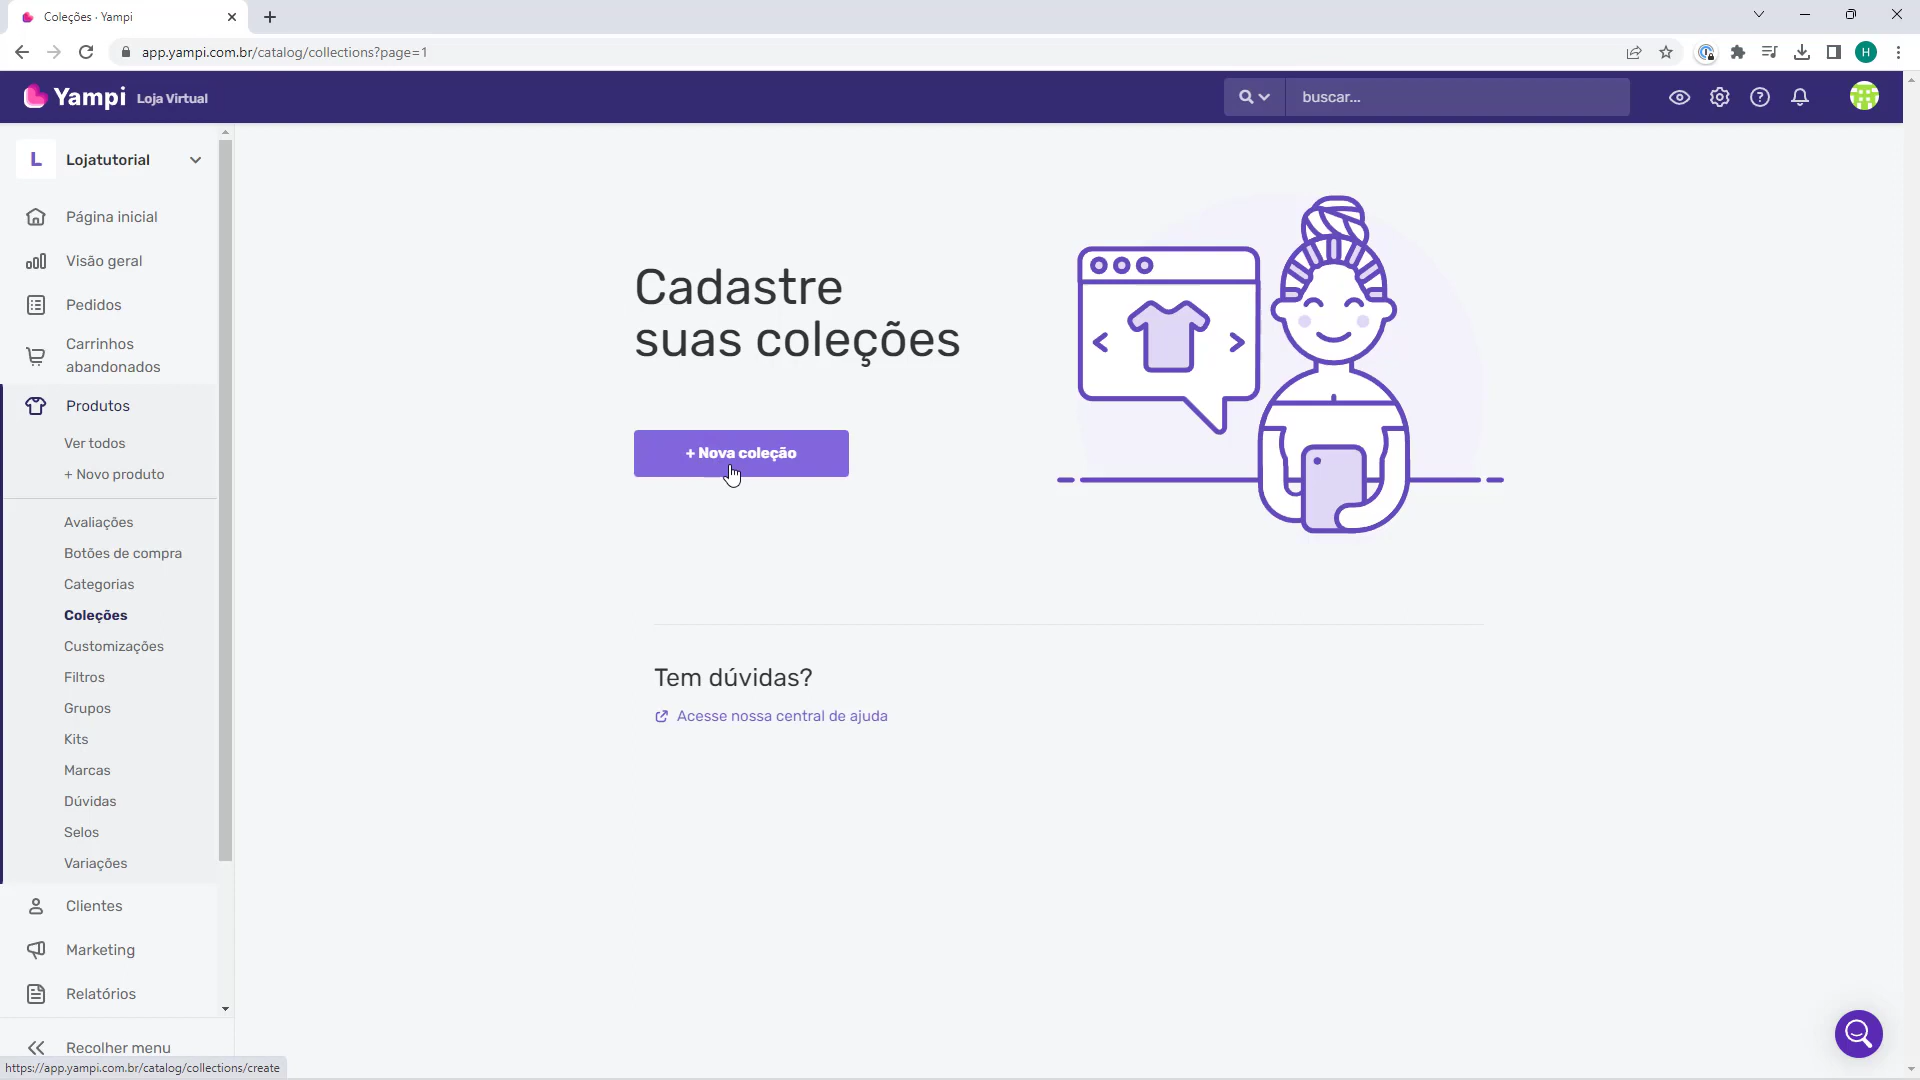 Coleções · Yampi
app.yampi.com.br/catalog/collections?page=1
H
Yampi Loja Virtual
buscar...
L Lojatutorial
Página inicial
Visão geral
Pedidos
Carrinhos
abandonados
Produtos
Ver todos
+ Novo produto
Avaliações
Botões de compra
Categorias
Coleções
Customizações
Filtros
Grupos
Kits
Marcas
Dúvidas
Selos
Variações
Clientes
Marketing
Relatórios
Recolher menu
https://app.yampi.com.br/catalog/collections/create
Cadastre
suas coleções
+ Nova coleção
Tem dúvidas?
Acesse nossa central de ajuda